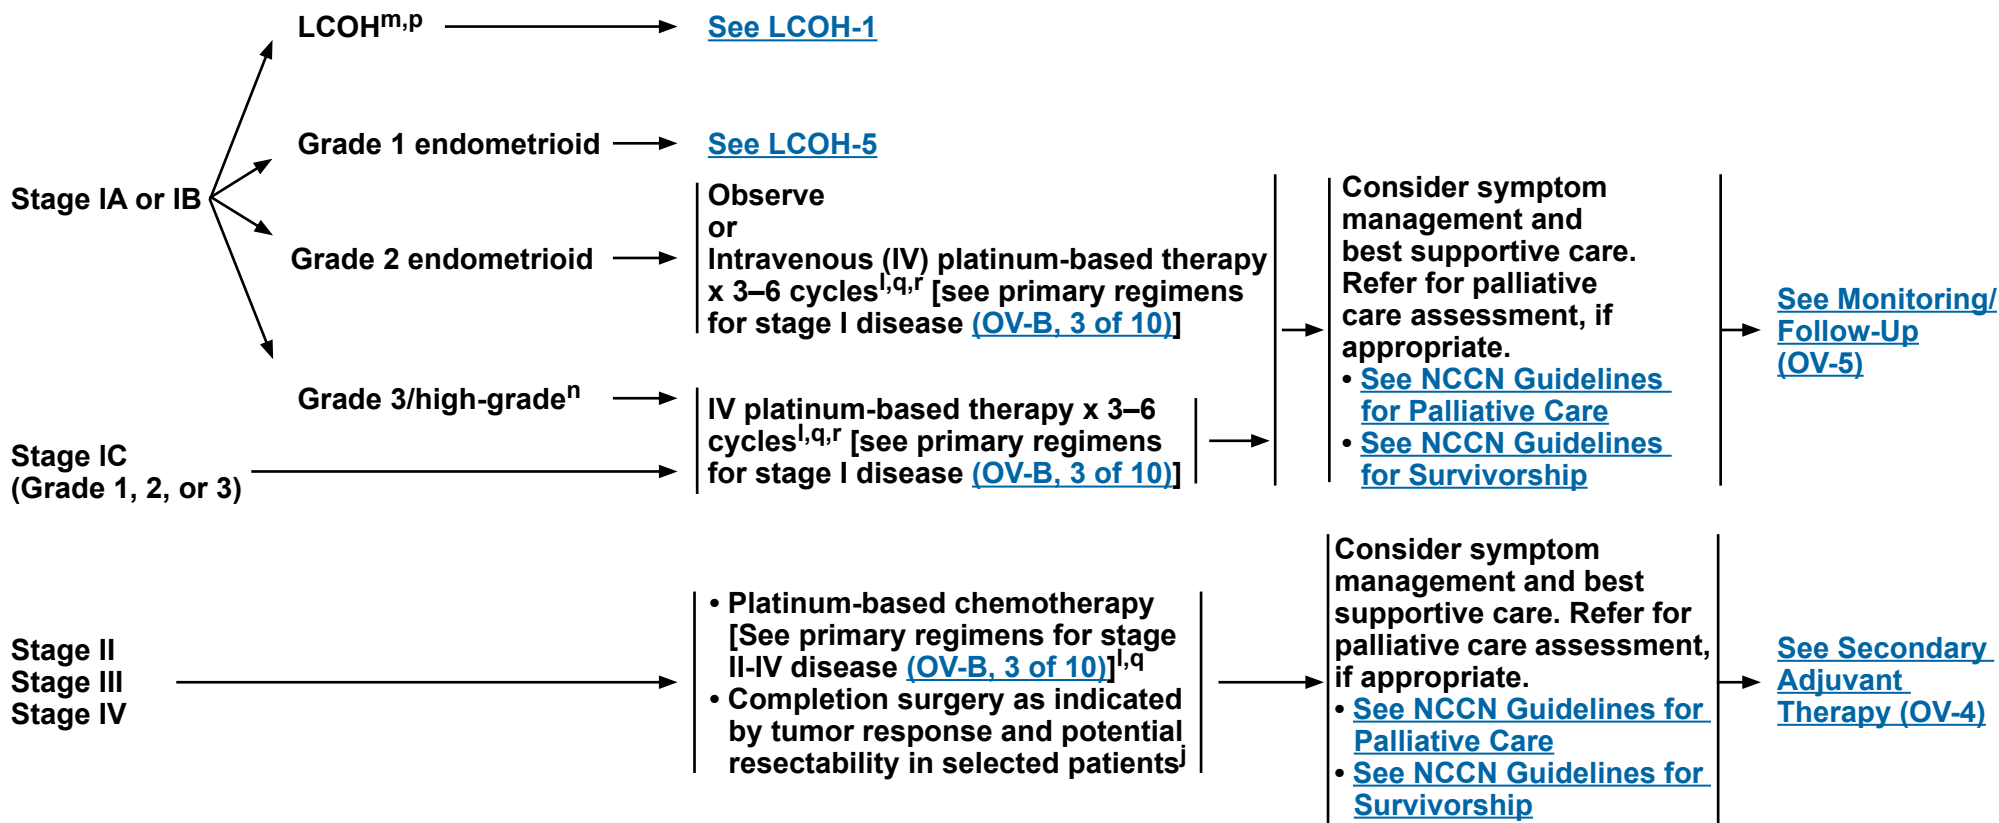 LCOHm,p
See LCOH-1
Grade 1 endometrioid
See LCOH-5
Stage IA or IB
Grade 2 endometrioid
Observe
or
Intravenous (IV) platinum-based therapy
x 3–6 cyclesl,q,r [see primary regimens
for stage I disease (OV-B, 3 of 10)]
Grade 3/high-graden
Stage IC
(Grade 1, 2, or 3)
IV platinum-based therapy x 3–6
cyclesl,q,r [see primary regimens
for stage I disease (OV-B, 3 of 10)]
Consider symptom
management and
best supportive care.
Refer for palliative
care assessment, if
appropriate.
• See NCCN Guidelines
for Palliative Care
• See NCCN Guidelines
for Survivorship
See Monitoring/
Follow-Up
(OV-5)
Stage II
Stage III
Stage IV
• Platinum-based chemotherapy
[See primary regimens for stage
II-IV disease (OV-B, 3 of 10)]l,q
• Completion surgery as indicated
by tumor response and potential
resectability in selected patientsj
Consider symptom
management and best
supportive care. Refer for
palliative care assessment,
if appropriate.
• See NCCN Guidelines for
Palliative Care
• See NCCN Guidelines for
Survivorship
See Secondary
Adjuvant
Therapy (OV-4)